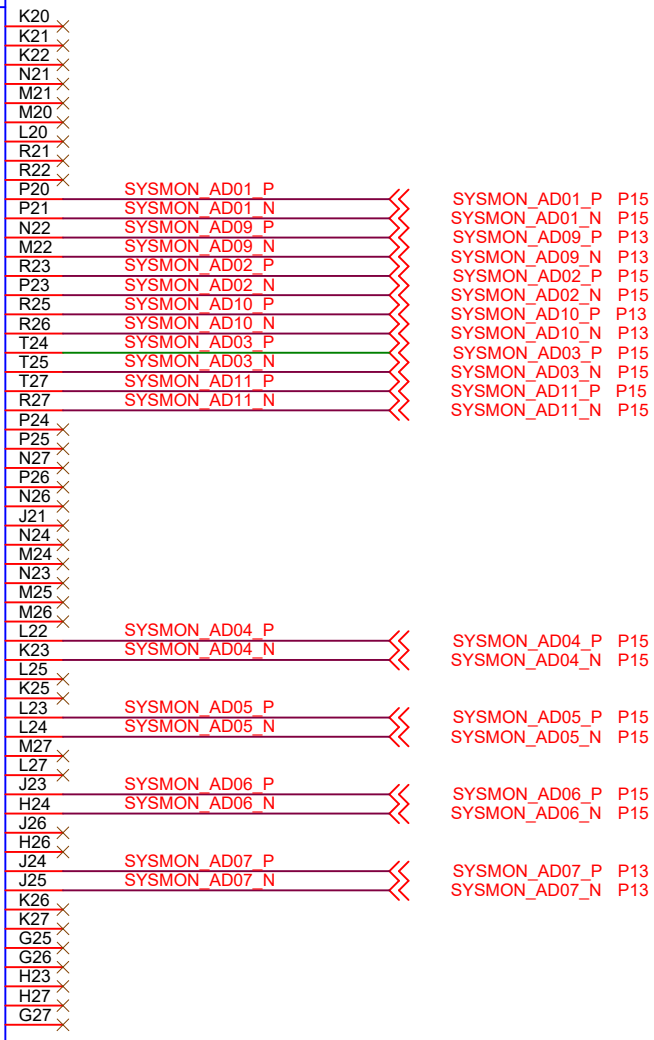 K20
K21
K22
N21
M21
M20
L20
R21
R22
P20 SYSMON_AD01_P SYSMON_AD01_P P15
P21 SYSMON_AD01_N SYSMON_AD01_N P15
N22 SYSMON_AD09_P SYSMON_AD09_P P13
M22 SYSMON_AD09_N SYSMON_AD09_N P13
R23 SYSMON_AD02_P SYSMON_AD02_P P15
P23 SYSMON_AD02_N SYSMON_AD02_N P15
R25 SYSMON_AD10_P SYSMON_AD10_P P13
R26 SYSMON_AD10_N SYSMON_AD10_N P13
T24 SYSMON_AD03_P SYSMON_AD03_P P15
T25 SYSMON_AD03_N SYSMON_AD03_N P15
T27 SYSMON_AD11_P SYSMON_AD11_P P15
R27 SYSMON_AD11_N SYSMON_AD11_N P15
P24
P25
N27
P26
N26
J21
N24
M24
N23
M25
M26
L22 SYSMON_AD04_P SYSMON_AD04_P P15
K23 SYSMON_AD04_N SYSMON_AD04_N P15
L25
K25
L23 SYSMON_AD05_P SYSMON_AD05_P P15
L24 SYSMON_AD05_N SYSMON_AD05_N P15
M27
L27
J23 SYSMON_AD06_P SYSMON_AD06_P P15
H24 SYSMON_AD06_N SYSMON_AD06_N P15
J26
H26
J24 SYSMON_AD07_P SYSMON_AD07_P P13
J25 SYSMON_AD07_N SYSMON_AD07_N P13
K26
K27
G25
G26
H23
H27
G27